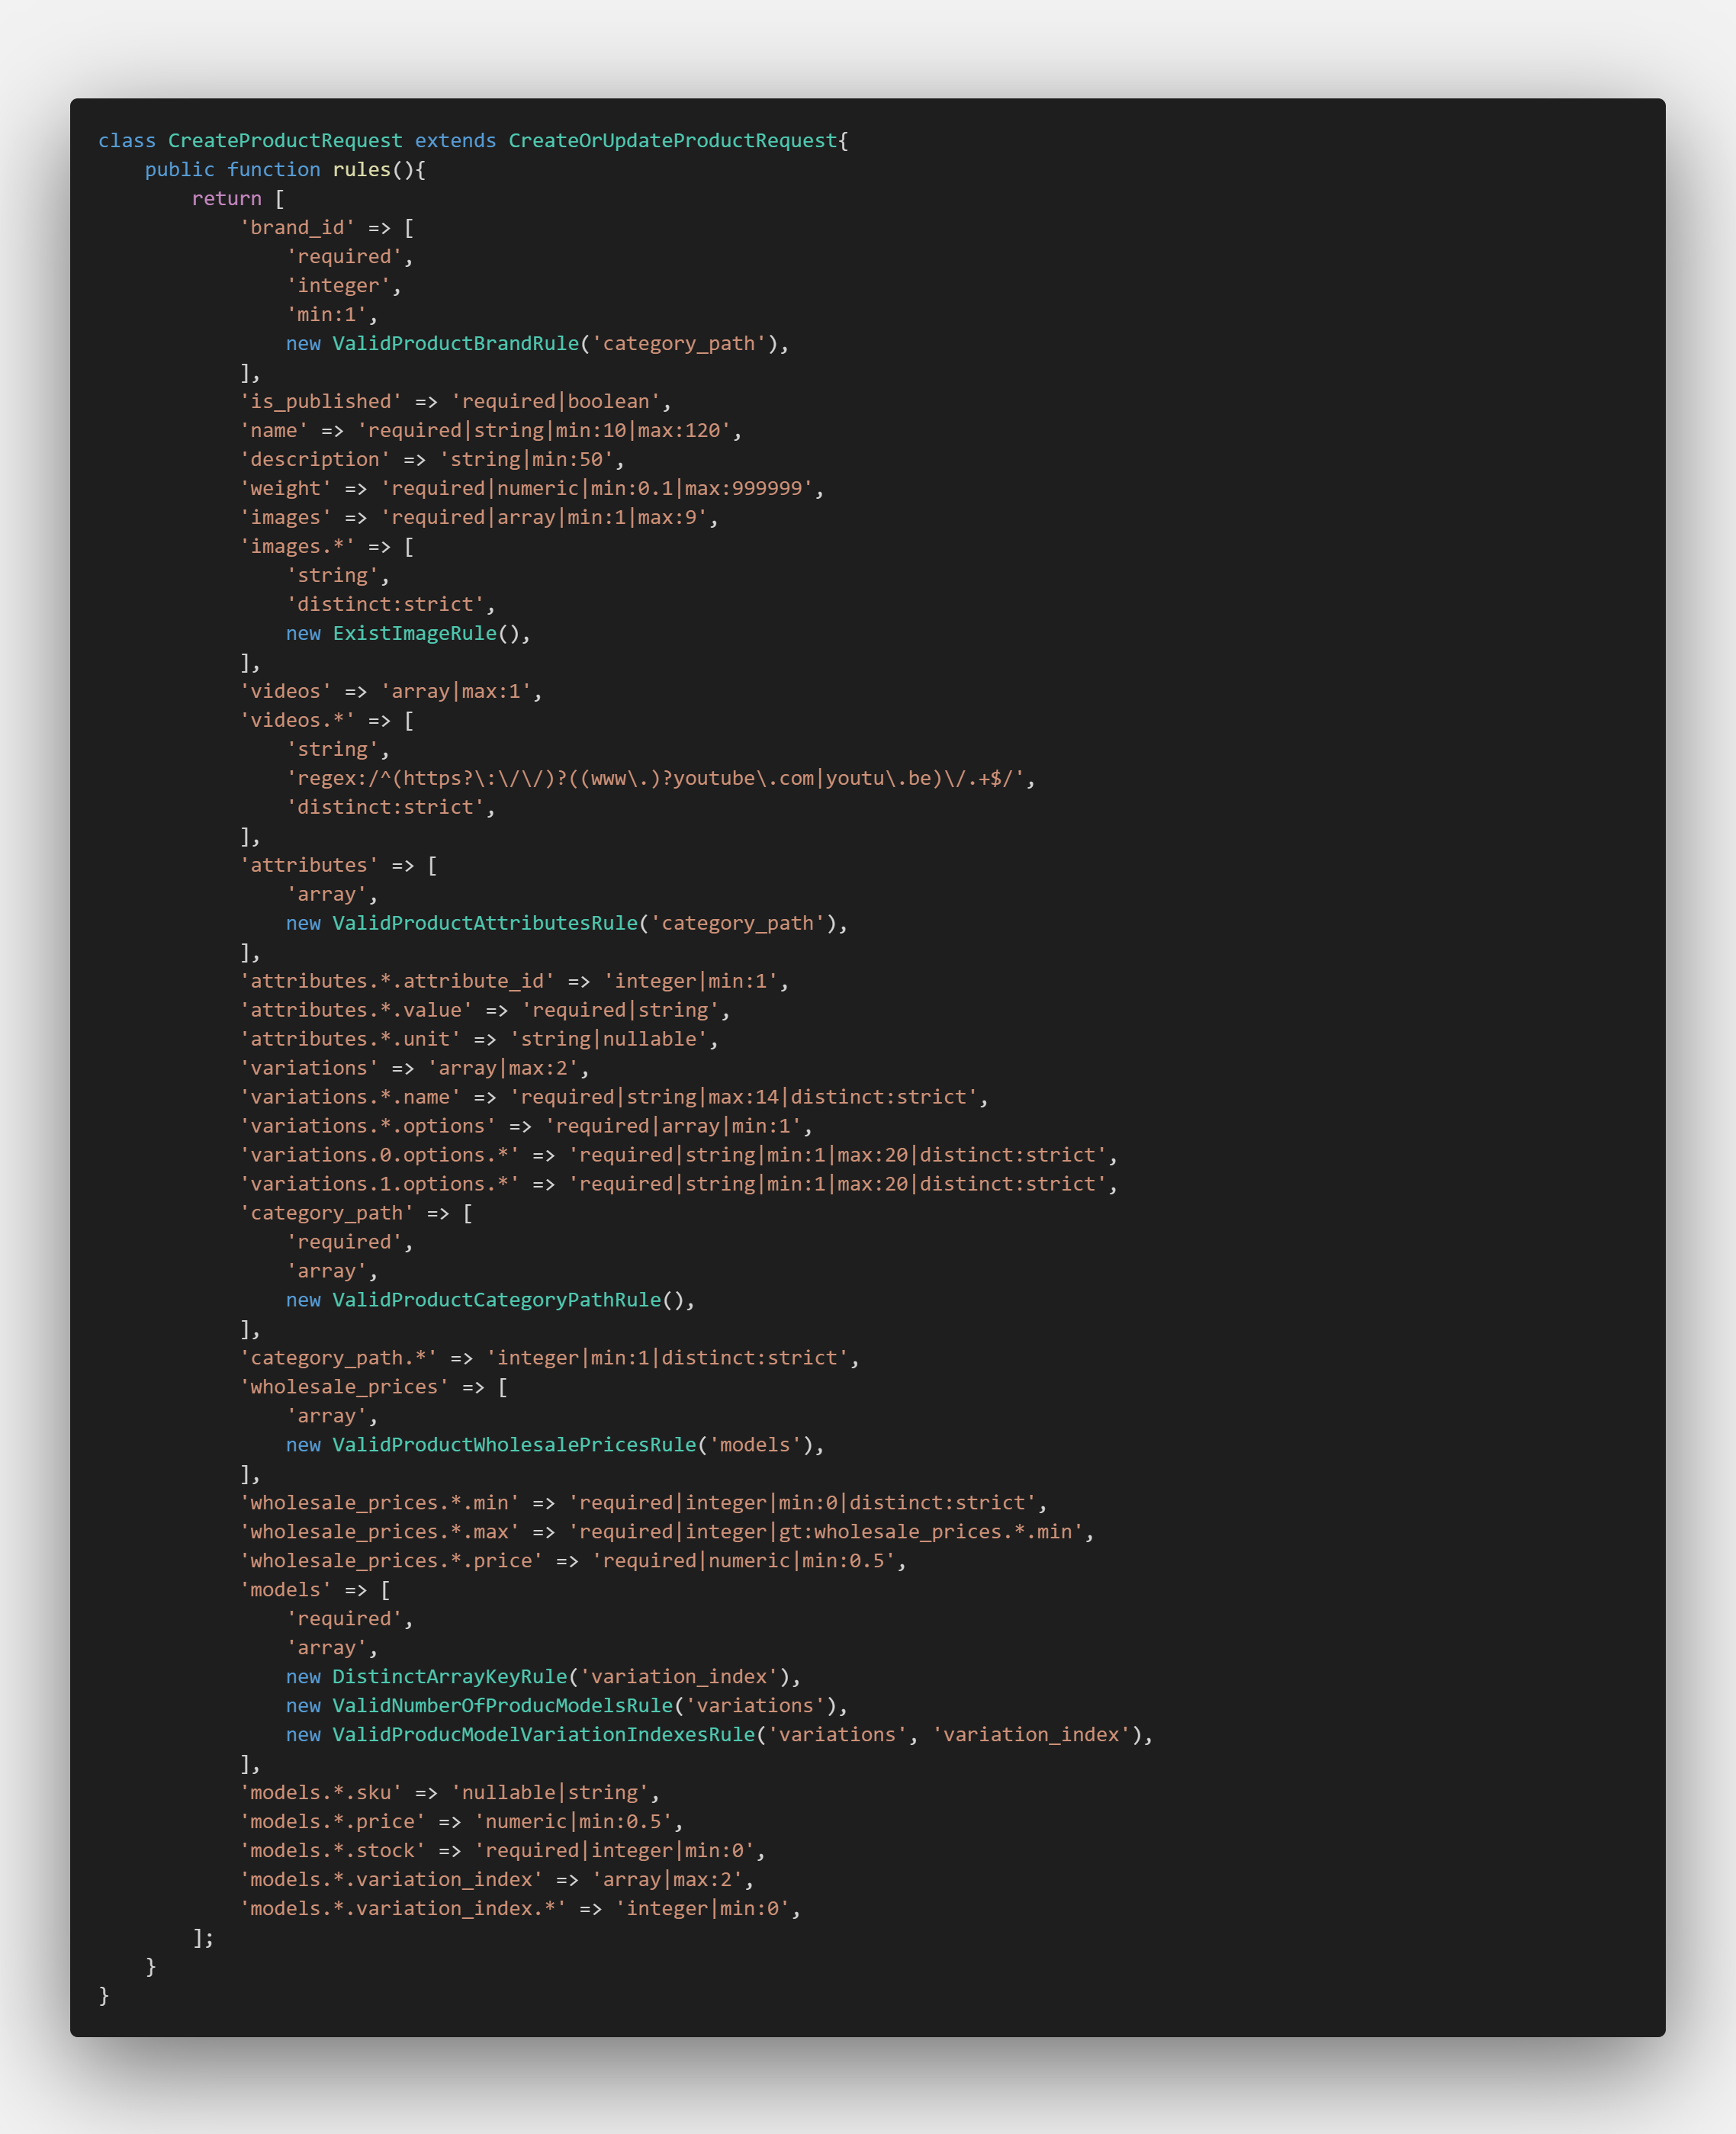 class CreateProductRequest extends CreateOrUpdateProductRequest{
    public function rules(){
        return [
            'brand_id' => [
                'required',
                'integer',
                'min:1',
                new ValidProductBrandRule('category_path'),
            ],
            'is_published' => 'required|boolean',
            'name' => 'required|string|min:10|max:120',
            'description' => 'string|min:50',
            'weight' => 'required|numeric|min:0.1|max:999999',
            'images' => 'required|array|min:1|max:9',
            'images.*' => [
                'string',
                'distinct:strict',
                new ExistImageRule(),
            ],
            'videos' => 'array|max:1',
            'videos.*' => [
                'string',
                'regex:/^(https?\:\/\/)?((www\.)?youtube\.com|youtu\.be)\/.+$/',
                'distinct:strict',
            ],
            'attributes' => [
                'array',
                new ValidProductAttributesRule('category_path'),
            ],
            'attributes.*.attribute_id' => 'integer|min:1',
            'attributes.*.value' => 'required|string',
            'attributes.*.unit' => 'string|nullable',
            'variations' => 'array|max:2',
            'variations.*.name' => 'required|string|max:14|distinct:strict',
            'variations.*.options' => 'required|array|min:1',
            'variations.0.options.*' => 'required|string|min:1|max:20|distinct:strict',
            'variations.1.options.*' => 'required|string|min:1|max:20|distinct:strict',
            'category_path' => [
                'required',
                'array',
                new ValidProductCategoryPathRule(),
            ],
            'category_path.*' => 'integer|min:1|distinct:strict',
            'wholesale_prices' => [
                'array',
                new ValidProductWholesalePricesRule('models'),
            ],
            'wholesale_prices.*.min' => 'required|integer|min:0|distinct:strict',
            'wholesale_prices.*.max' => 'required|integer|gt:wholesale_prices.*.min',
            'wholesale_prices.*.price' => 'required|numeric|min:0.5',
            'models' => [
                'required',
                'array',
                new DistinctArrayKeyRule('variation_index'),
                new ValidNumberOfProducModelsRule('variations'),
                new ValidProducModelVariationIndexesRule('variations', 'variation_index'),
            ],
            'models.*.sku' => 'nullable|string',
            'models.*.price' => 'numeric|min:0.5',
            'models.*.stock' => 'required|integer|min:0',
            'models.*.variation_index' => 'array|max:2',
            'models.*.variation_index.*' => 'integer|min:0',
        ];
    }
}